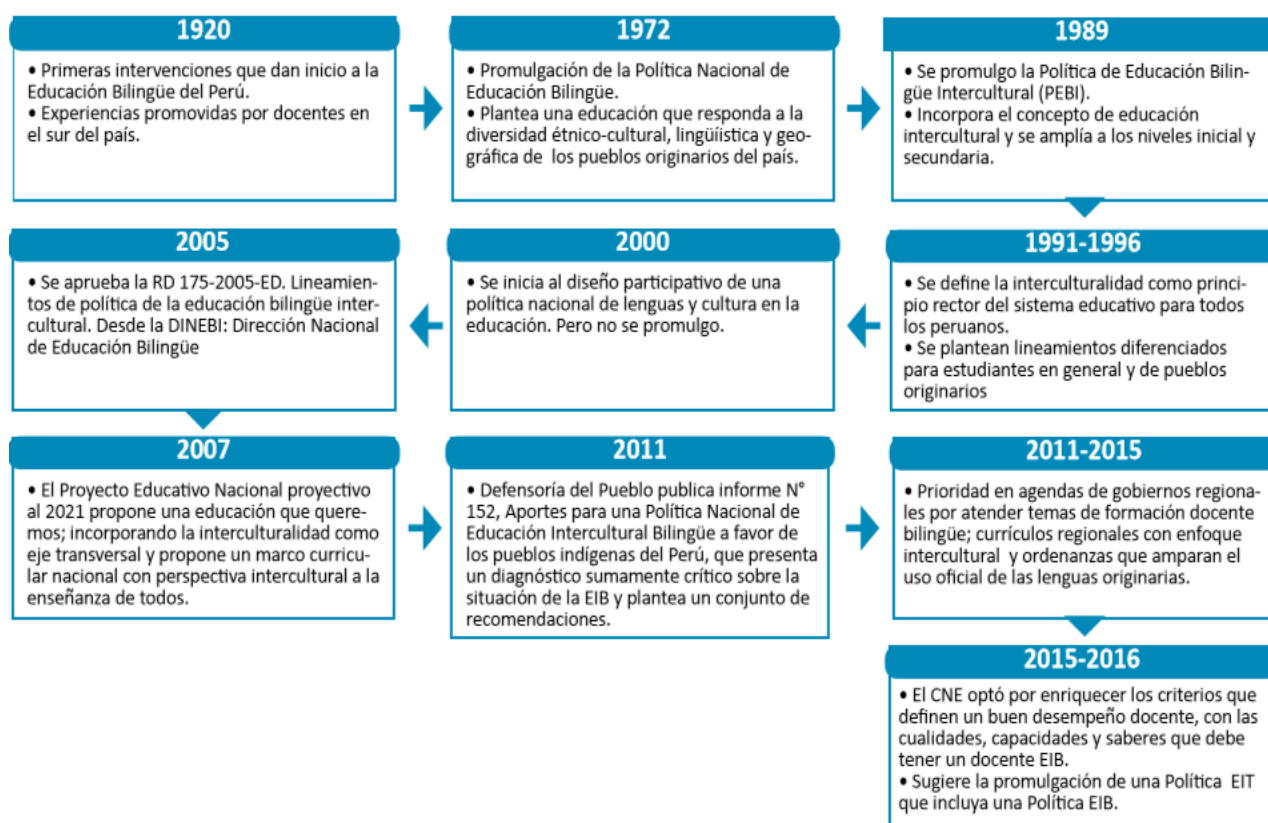 1920
• Primeras intervenciones que dan inicio a la
Educación Bilingüe del Perú.
• Experiencias promovidas por docentes en
el sur del país.
1972
• Promulgación de la Política Nacional de
Educación Bilingüe.
• Plantea una educación que responda a la
diversidad étnico-cultural, lingüística y geo-
gráfica de los pueblos originarios del país.
1989
• Se promulgo la Política de Educación Bilin-
güe Intercultural (PEBI).
• Incorpora el concepto de educación
intercultural y se amplía a los niveles inicial y
secundaria.
1991-1996
• Se define la interculturalidad como princi-
pio rector del sistema educativo para todos
los peruanos.
• Se plantean lineamientos diferenciados
para estudiantes en general y de pueblos
originarios
2000
• Se inicia al diseño participativo de una
política nacional de lenguas y cultura en la
educación. Pero no se promulgo.
2005
• Se aprueba la RD 175-2005-ED. Lineamien-
tos de política de la educación bilingüe inter-
cultural. Desde la DINEBI: Dirección Nacional
de Educación Bilingüe
2007
• El Proyecto Educativo Nacional proyectivo
al 2021 propone una educación que quere-
mos; incorporando la interculturalidad como
eje transversal y propone un marco curricu-
lar nacional con perspectiva intercultural a la
enseñanza de todos.
2011
• Defensoría del Pueblo publica informe N°
152, Aportes para una Política Nacional de
Educación Intercultural Bilingüe a favor de
los pueblos indígenas del Perú, que presenta
un diagnóstico sumamente crítico sobre la
situación de la EIB y plantea un conjunto de
recomendaciones.
2011-2015
• Prioridad en agendas de gobiernos regiona-
les por atender temas de formación docente
bilingüe; currículos regionales con enfoque
intercultural y ordenanzas que amparan el
uso oficial de las lenguas originarias.
2015-2016
• El CNE optó por enriquecer los criterios que
definen un buen desempeño docente, con las
cualidades, capacidades y saberes que debe
tener un docente EIB.
• Sugiere la promulgación de una Política EIT
que incluya una Política EIB.